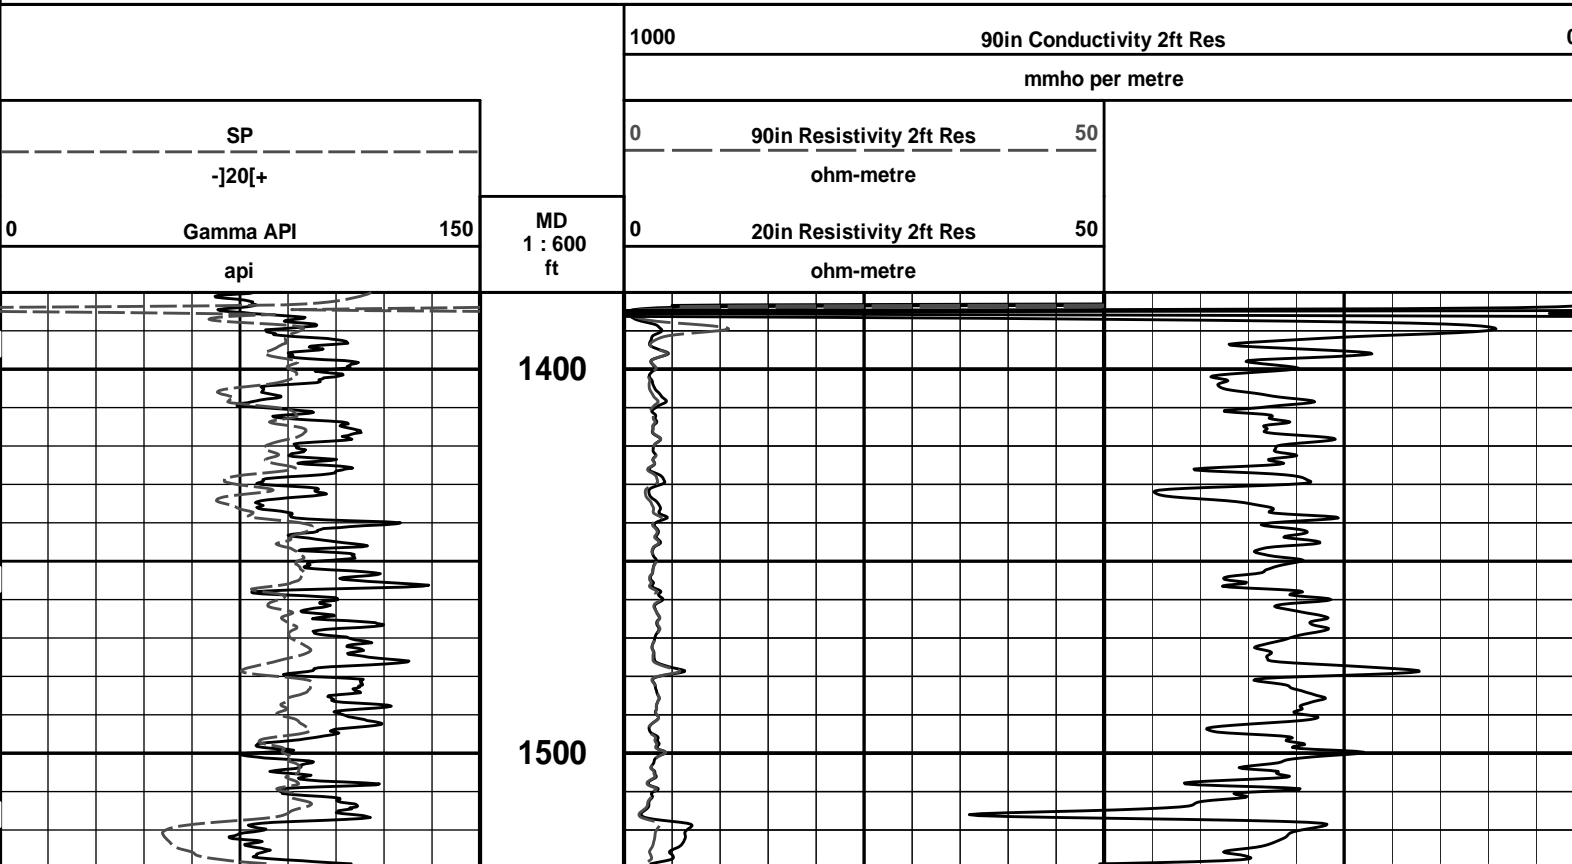 1000 90in Conductivity 2ft Res 0
mmho per metre
SP
-]20[+
0 90in Resistivity 2ft Res 50
ohm-metre
0 Gamma API 150
api
MD
1 : 600
ft
0 20in Resistivity 2ft Res 50
ohm-metre
1400
1500